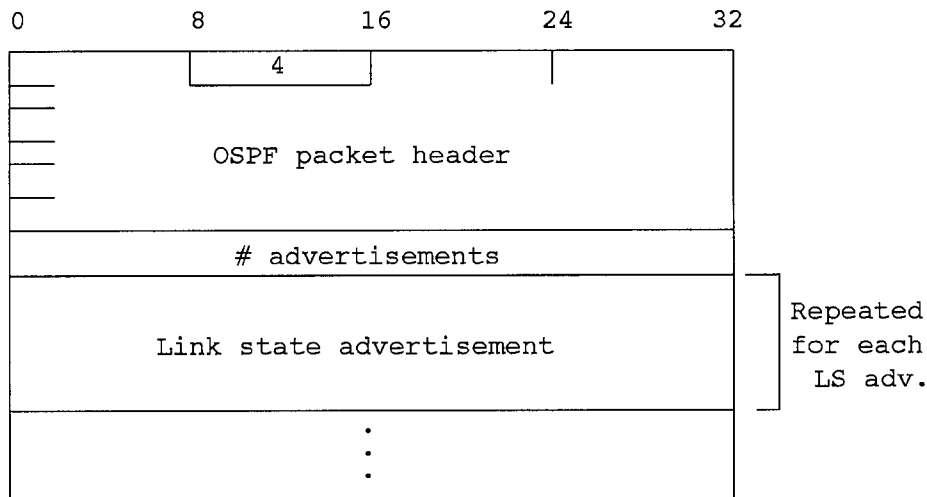 0 8 16 24 32
4
OSPF packet header
# advertisements
Link state advertisement
Repeated
for each
LS adv.